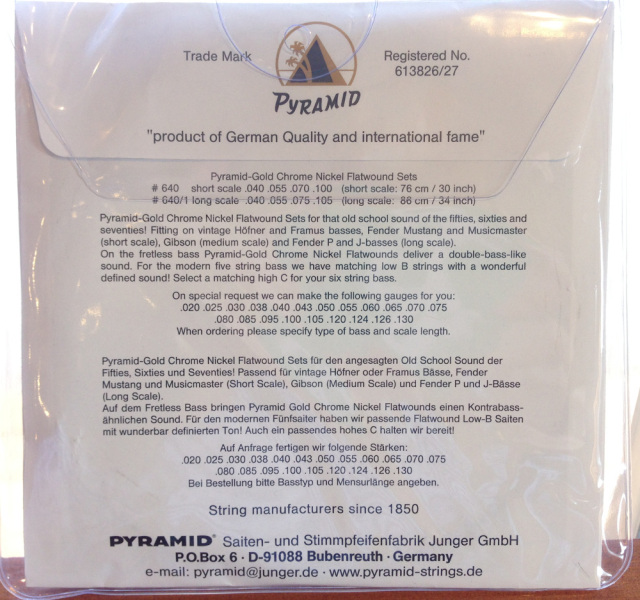 Trade Mark
Registered No.
613826/27
PYRAMID
"product of German Quality and international fame"
Pyramid-Gold Chrome Nickel Flatwound Sets
# 640 short scale .040 .055 .070 .100 (short scale: 76 cm / 30 inch)
# 640/1 long scale .040 .055 .075 .105 (long scale: 86 cm / 34 inch)
Pyramid-Gold Chrome Nickel Flatwound Sets for that old school sound of the fifties, sixties and
seventies! Fitting on vintage Höfner and Framus basses, Fender Mustang and Musicmaster
(short scale), Gibson (medium scale) and Fender P and J-basses (long scale).
On the fretless bass Pyramid-Gold Chrome Nickel Flatwounds deliver a double-bass-like
sound. For the modern five string bass we have matching low B strings with a wonderful
defined sound! Select a matching high C for your six string bass.
On special request we can make the following gauges for you:
.020 .025 .030 .038 .040 .043 .050 .055 .060 .065 .070 .075
.080 .085 .095 .100 .105 .120 .124 .126 .130
When ordering please specify type of bass and scale length.
Pyramid-Gold Chrome Nickel Flatwound Sets für den angesagten Old School Sound der
Fifties, Sixties und Seventies! Passend für vintage Höfner oder Framus Bässe, Fender
Mustang und Musicmaster (Short Scale), Gibson (Medium Scale) und Fender P und J-Bässe
(Long Scale).
Auf dem Fretless Bass bringen Pyramid Gold Chrome Nickel Flatwounds einen Kontrabass-
ähnlichen Sound. Für den modernen Fünfsaiter haben wir passende Flatwound Low-B Saiten
mit wunderbar definierten Ton! Auch ein passendes hohes C halten wir bereit!
Auf Anfrage fertigen wir folgende Stärken:
.020 .025 .030 .038 .040 .043 .050 .055 .060 .065 .070 .075
.080 .085 .095 .100 .105 .120 .124 .126 .130
Bei Bestellung bitte Basstyp und Mensurlänge angeben.
String manufacturers since 1850
PYRAMID® Saiten- und Stimmpfeifenfabrik Junger GmbH
P.O.Box 6 · D-91088 Bubenreuth · Germany
e-mail: pyramid@junger.de · www.pyramid-strings.de